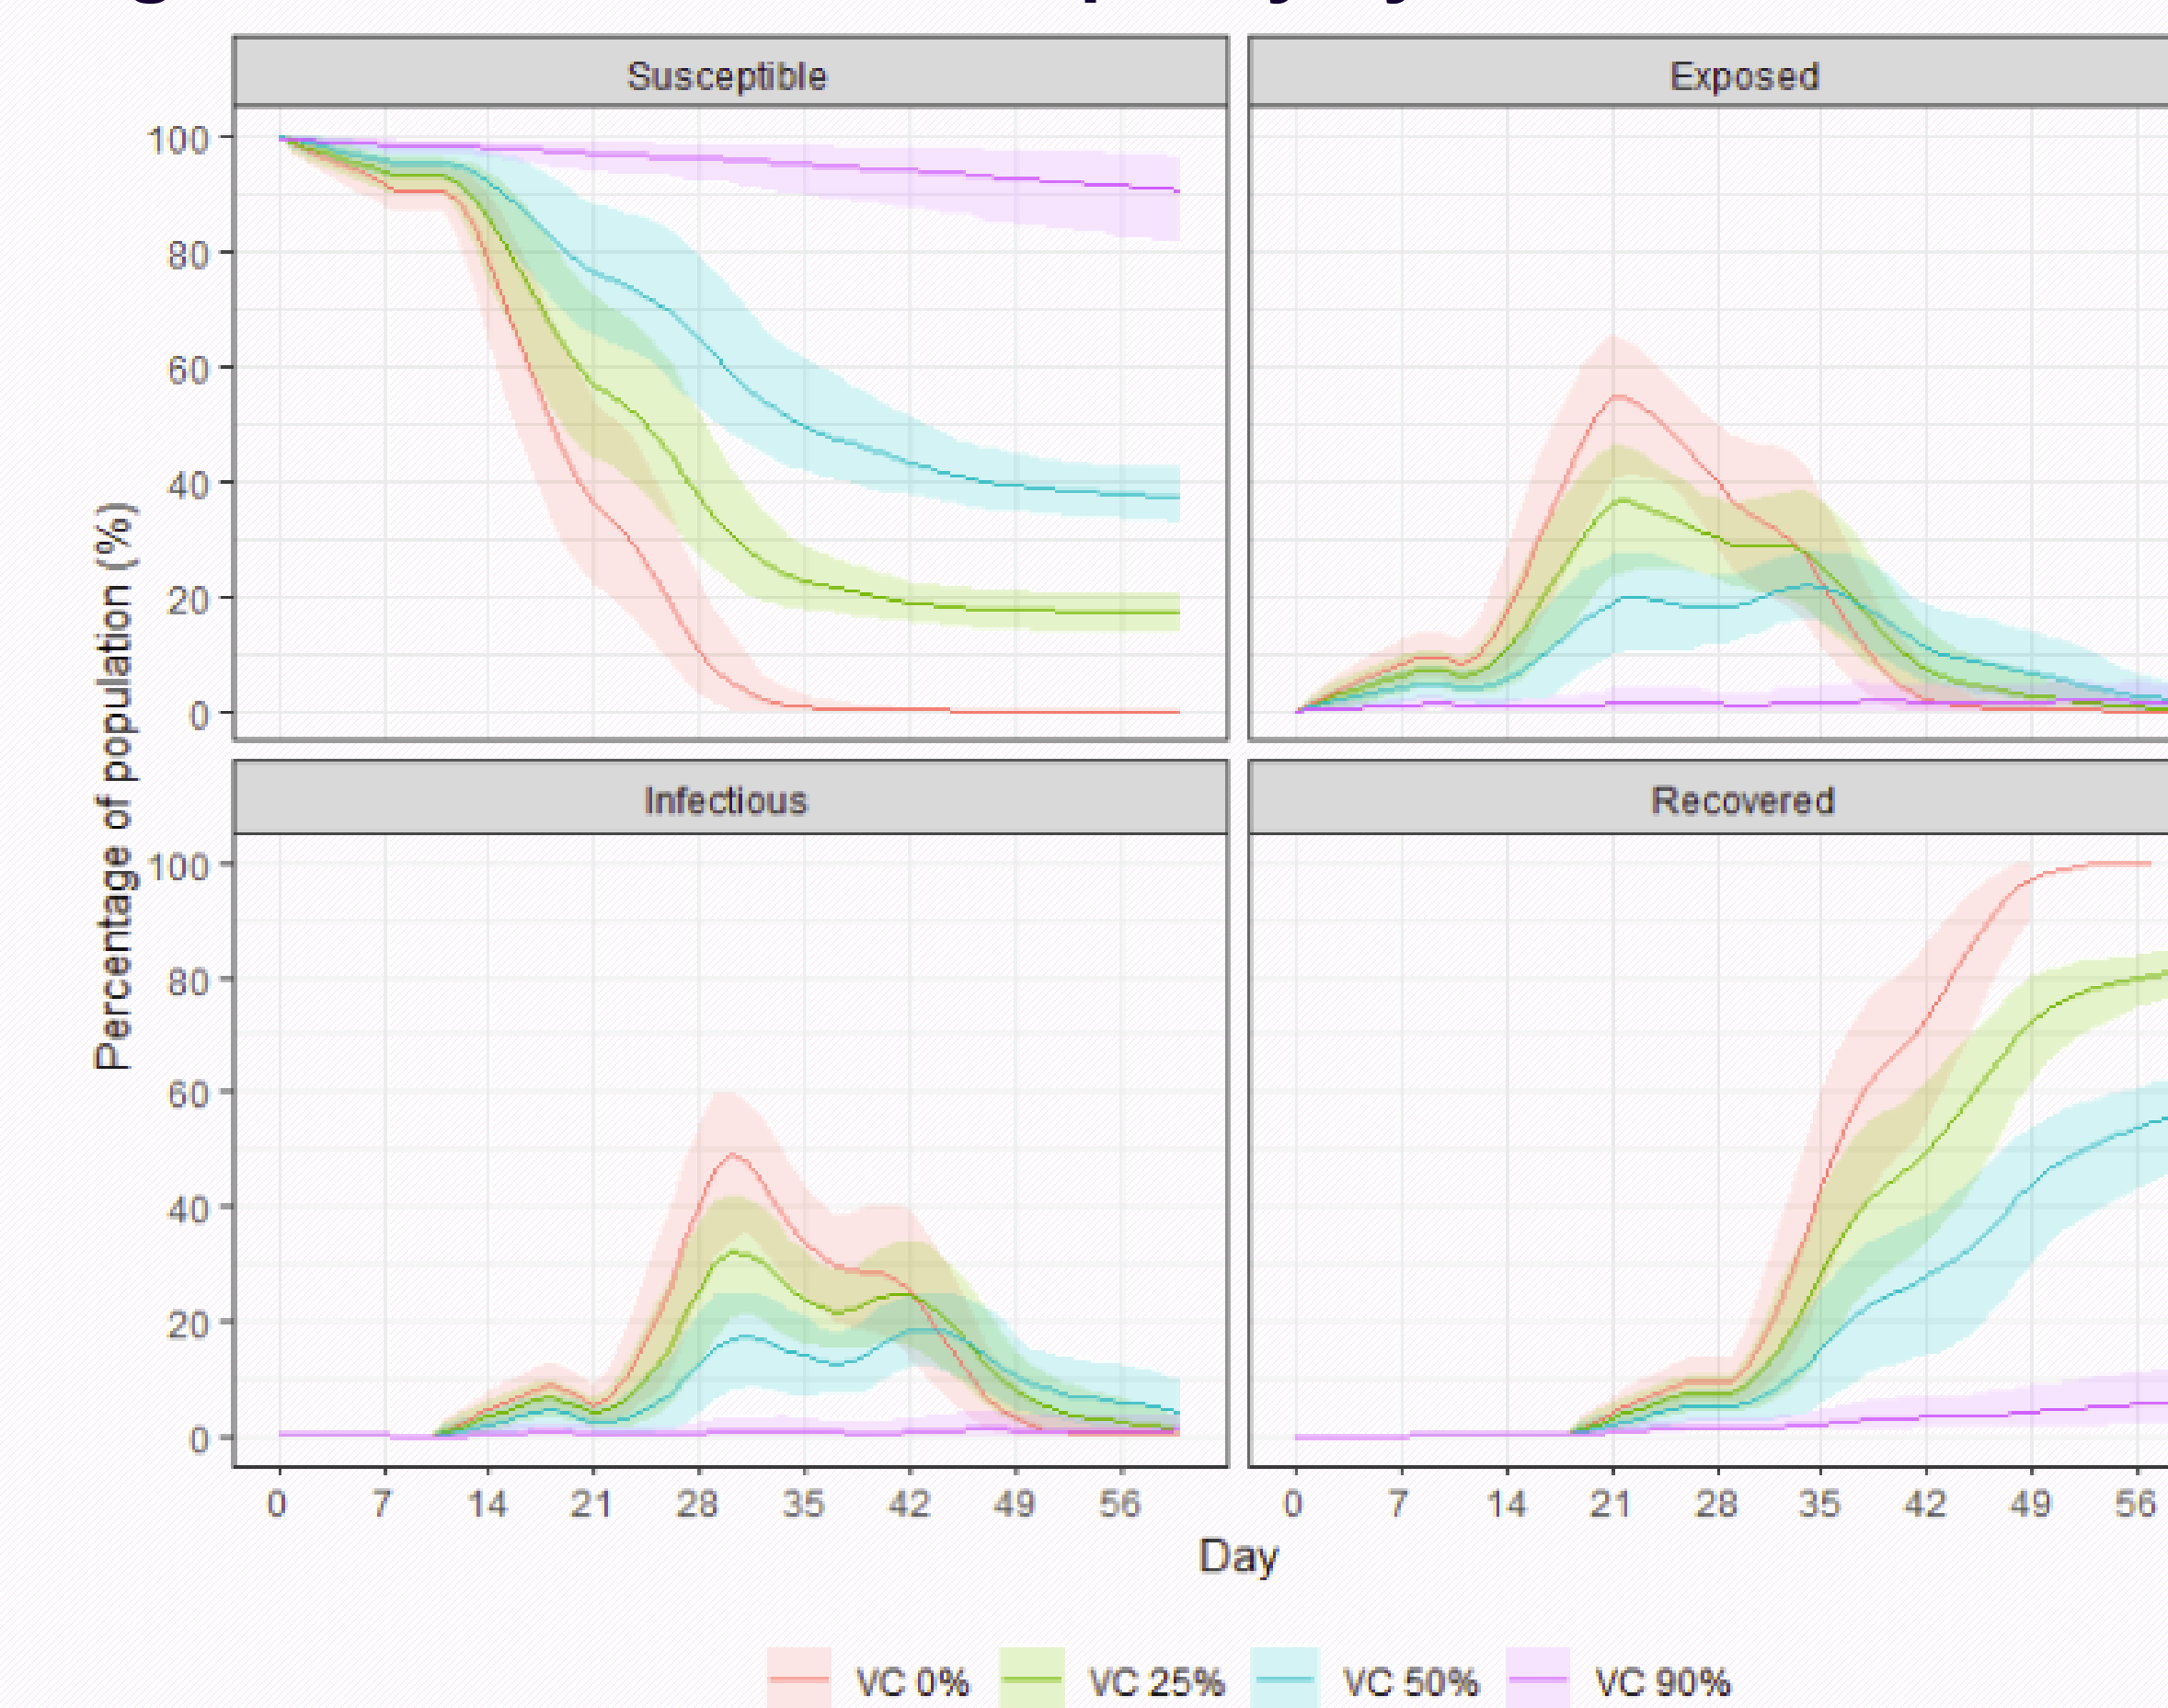 Susceptible
Exposed
100
80
60
40
20
0
Percentage of population (%)
Infectious
Recovered
100
80
60
40
20
0
0 7 14 21 28 35 42 49 56
0 7 14 21 28 35 42 49 56
Day
VC 0% VC 25% VC 50% VC 90%